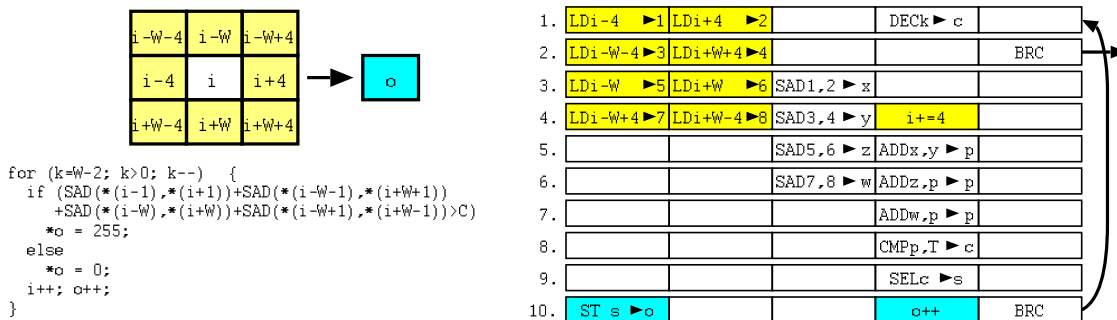 i-W-4 i-W i-W+4
i-4 i i+4 o
i+W-4 i+W i+W+4
for (k=W-2; k>0; k--) {
if (SAD(*(i-1),*(i+1))+SAD(*(i-W-1),*(i+W+1))
+SAD(*(i-W),*(i+W))+SAD(*(i-W+1),*(i+W-1))>C)
*o = 255;
else
*o = 0;
i++; o++;
}
1. LDi-4 ►1 LDi+4 ►2 DECk► c
2. LDi-W-4►3 LDi+W+4►4 BRC
3. LDi-W ►5 LDi+W ►6 SAD1,2 ► x
4. LDi-W+4►7 LDi+W-4►8 SAD3,4 ► y i+=4
5. SAD5,6 ► z ADDx,y ► p
6. SAD7,8 ► w ADDz,p ► p
7. ADDw,p ► p
8. CMPp,T ► c
9. SELc ►s
10. ST s ►o o++ BRC